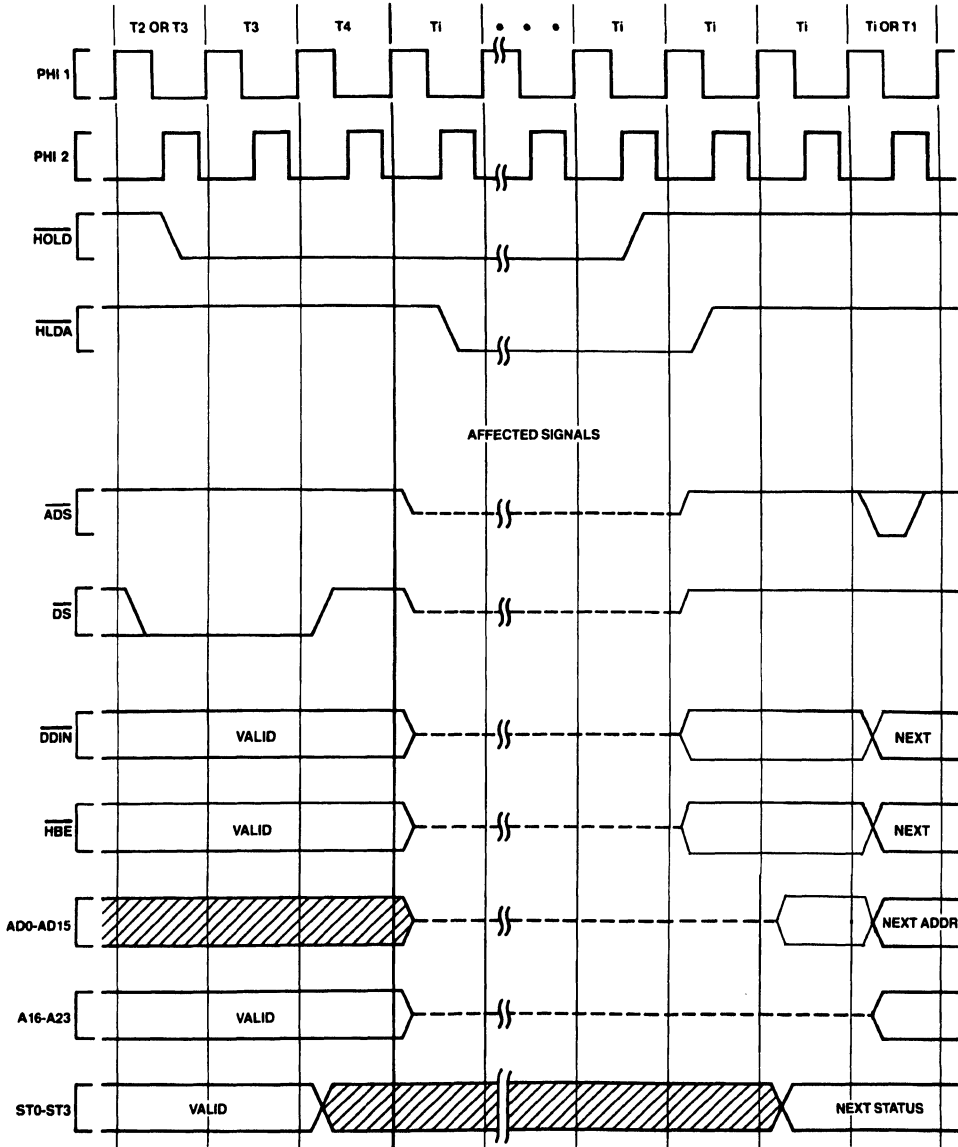 T2 OR T3 T3 T4 Ti • • • Ti Ti Ti Ti OR T1
PHI 1
PHI 2
HOLD
HLDA
AFFECTED SIGNALS
ADS
DS
DDIN VALID NEXT
HBE VALID NEXT
AD0-AD15 NEXT ADDR
A16-A23 VALID
ST0-ST3 VALID NEXT STATUS